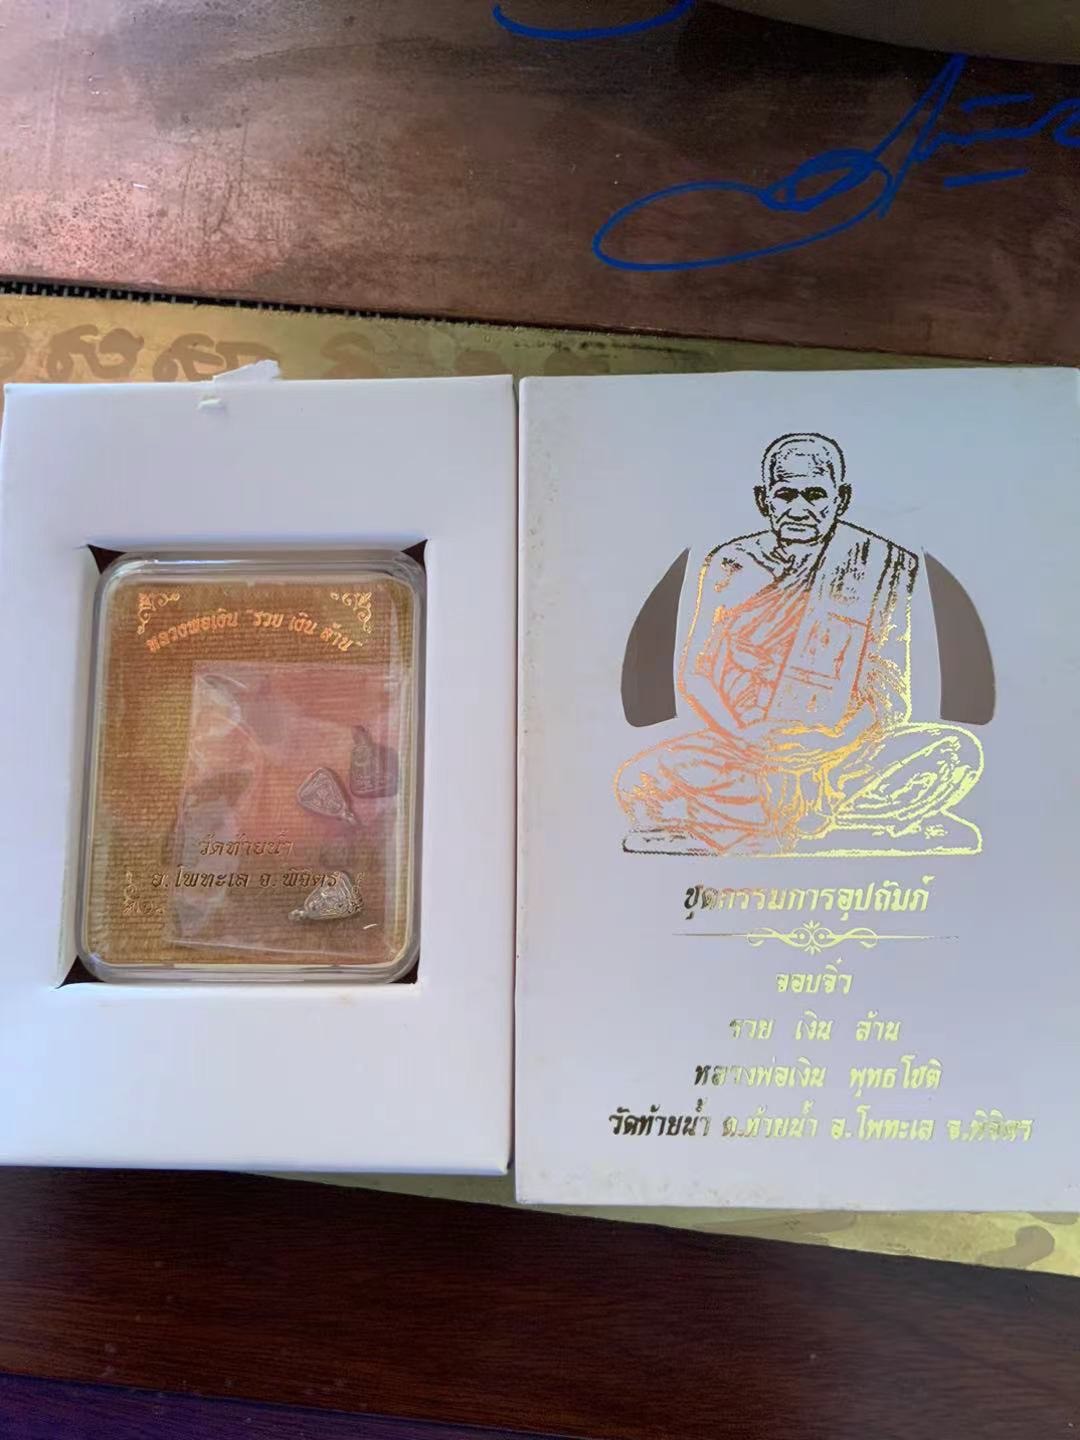 หลวงพ่อเงิน "รวย เงิน ล้าน"
วัดท้ายน้ำ
อ.โพทะเล จ.พิจิตร
ชุดกรรมการอุปถัมภ์
จอบจิ๋ว
รวย เงิน ล้าน
หลวงพ่อเงิน พุทธโชติ
วัดท้ายน้ำ ต.ท้ายน้ำ อ.โพทะเล จ.พิจิตร